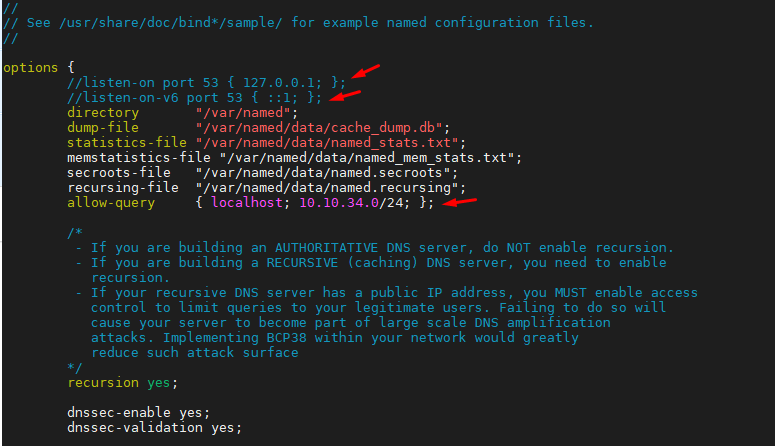 //
// See /usr/share/doc/bind*/sample/ for example named configuration files.
//
options {
//listen-on port 53 { 127.0.0.1; };
//listen-on-v6 port 53 { ::1; };
directory "/var/named";
dump-file "/var/named/data/cache_dump.db";
statistics-file "/var/named/data/named_stats.txt";
memstatistics-file "/var/named/data/named_mem_stats.txt";
secroots-file "/var/named/data/named.secroots";
recursing-file "/var/named/data/named.recursing";
allow-query { localhost; 10.10.34.0/24; };
/*
- If you are building an AUTHORITATIVE DNS server, do NOT enable recursion.
- If you are building a RECURSIVE (caching) DNS server, you need to enable
recursion.
- If your recursive DNS server has a public IP address, you MUST enable access
control to limit queries to your legitimate users. Failing to do so will
cause your server to become part of large scale DNS amplification
attacks. Implementing BCP38 within your network would greatly
reduce such attack surface
*/
recursion yes;
dnssec-enable yes;
dnssec-validation yes;